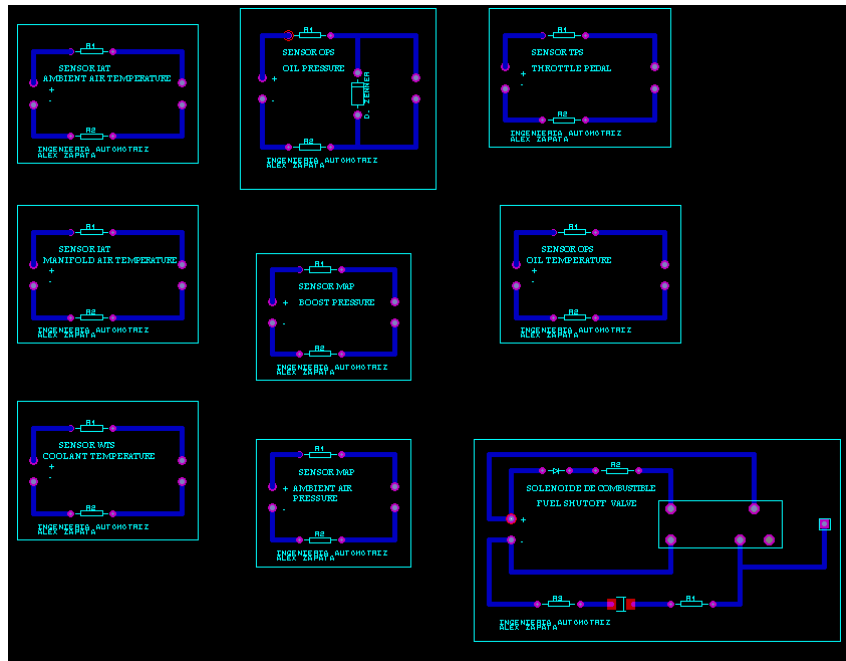 R1
SENSOR IAT
AMBIENT AIR TEMPERATURE
+
-
R2
INGENIERIA AUTOMOTRIZ
ALEX ZAPATA
R1
SENSOR OPS
OIL PRESSURE
+
-
D. ZENNER
R2
INGENIERIA AUTOMOTRIZ
ALEX ZAPATA
R1
SENSOR TPS
THROTTLE PEDAL
+
-
R2
INGENIERIA AUTOMOTRIZ
ALEX ZAPATA
R1
SENSOR IAT
MANIFOLD AIR TEMPERATURE
+
-
R2
INGENIERIA AUTOMOTRIZ
ALEX ZAPATA
R1
SENSOR MAP
+ BOOST PRESSURE
-
R2
INGENIERIA AUTOMOTRIZ
ALEX ZAPATA
R1
SENSOR OPS
OIL TEMPERATURE
+
-
R2
INGENIERIA AUTOMOTRIZ
ALEX ZAPATA
R1
SENSOR WTS
COOLANT TEMPERATURE
+
-
R2
INGENIERIA AUTOMOTRIZ
ALEX ZAPATA
R1
SENSOR MAP
+ AMBIENT AIR
PRESSURE
-
R2
INGENIERIA AUTOMOTRIZ
ALEX ZAPATA
R2
SOLENOIDE DE COMBUSTIBLE
FUEL SHUTOFF VALVE
+
-
R3
R1
INGENIERIA AUTOMOTRIZ
ALEX ZAPATA